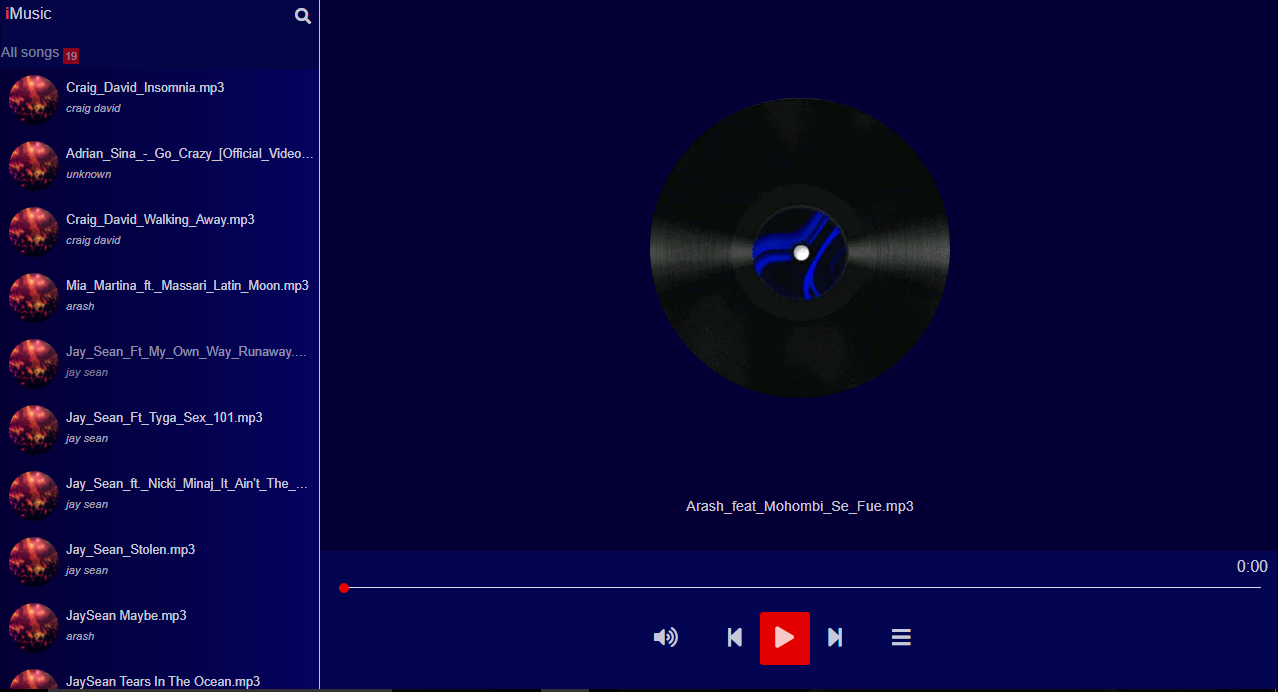 iMusic
All songs 19
Craig_David_Insomnia.mp3
craig david
Adrian_Sina_-_Go_Crazy_[Official_Video...
unknown
Craig_David_Walking_Away.mp3
craig david
Mia_Martina_ft._Massari_Latin_Moon.mp3
arash
Jay_Sean_Ft_My_Own_Way_Runaway....
jay sean
Jay_Sean_Ft_Tyga_Sex_101.mp3
jay sean
Jay_Sean_ft._Nicki_Minaj_It_Ain't_The_...
jay sean
Jay_Sean_Stolen.mp3
jay sean
JaySean Maybe.mp3
arash
JaySean Tears In The Ocean.mp3
Arash_feat_Mohombi_Se_Fue.mp3
0:00